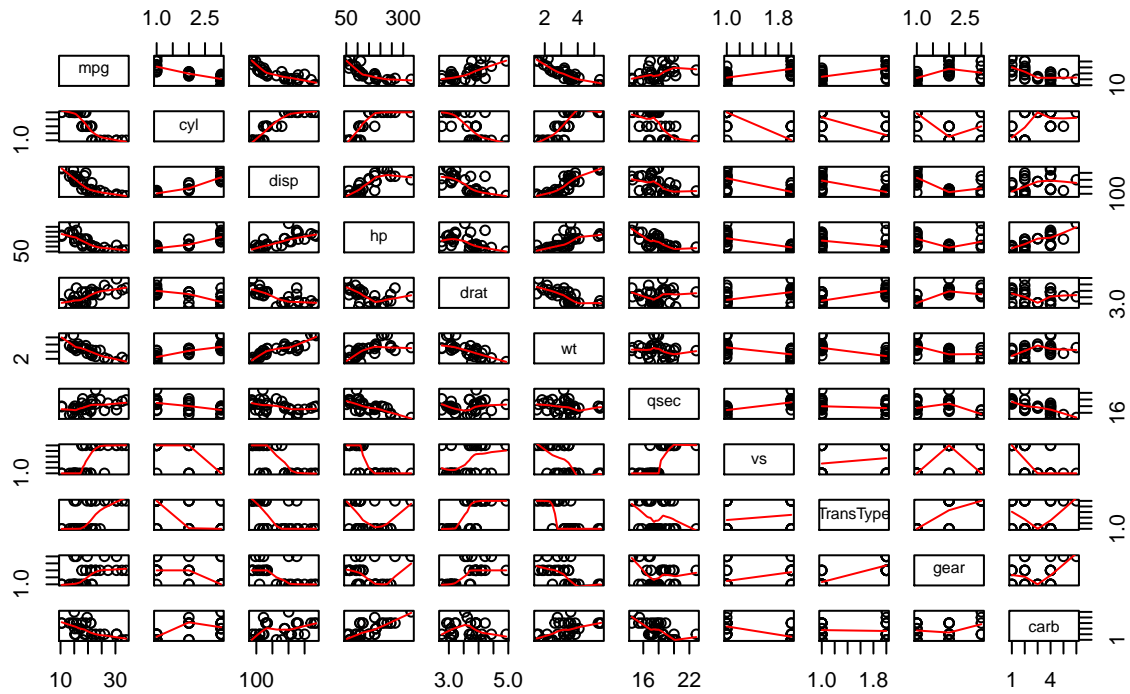 1.0 2.5 50 300 2 4 1.0 1.8 1.0 2.5
mpg 10
1.0 cyl
disp 100
50 hp
drat 3.0
2 wt
qsec 16
1.0 vs
TransType 1.0
1.0 gear
carb 1
10 30 100 3.0 5.0 16 22 1.0 1.8 1 4